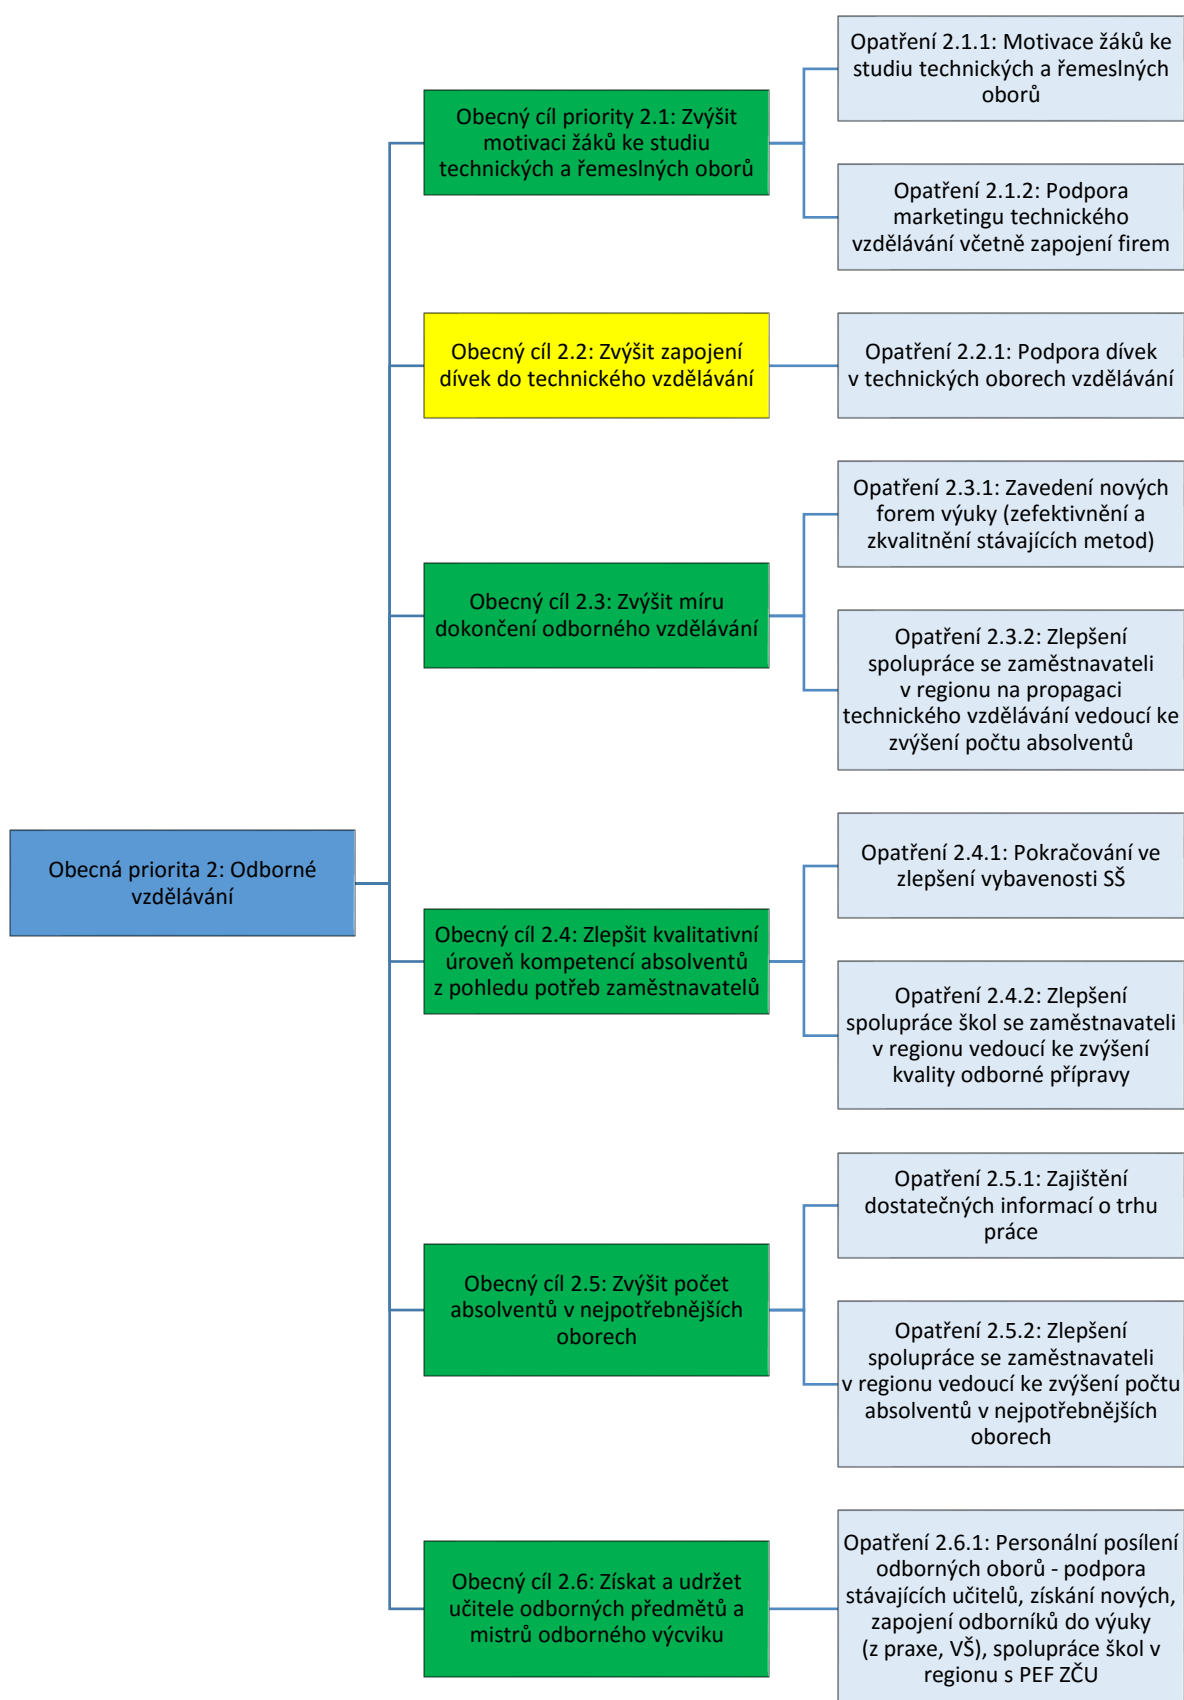 Obecná priorita 2: Odborné
vzdělávání
Obecný cíl priority 2.1: Zvýšit
motivaci žáků ke studiu
technických a řemeslných oborů
Opatření 2.1.1: Motivace žáků ke
studiu technických a řemeslných
oborů
Opatření 2.1.2: Podpora
marketingu technického
vzdělávání včetně zapojení firem
Obecný cíl 2.2: Zvýšit zapojení
dívek do technického vzdělávání
Opatření 2.2.1: Podpora dívek
v technických oborech vzdělávání
Obecný cíl 2.3: Zvýšit míru
dokončení odborného vzdělávání
Opatření 2.3.1: Zavedení nových
forem výuky (zefektivnění a
zkvalitnění stávajících metod)
Opatření 2.3.2: Zlepšení
spolupráce se zaměstnavateli
v regionu na propagaci
technického vzdělávání vedoucí ke
zvýšení počtu absolventů
Obecný cíl 2.4: Zlepšit kvalitativní
úroveň kompetencí absolventů
z pohledu potřeb zaměstnavatelů
Opatření 2.4.1: Pokračování ve
zlepšení vybavenosti SŠ
Opatření 2.4.2: Zlepšení
spolupráce škol se zaměstnavateli
v regionu vedoucí ke zvýšení
kvality odborné přípravy
Obecný cíl 2.5: Zvýšit počet
absolventů v nejpotřebnějších
oborech
Opatření 2.5.1: Zajištění
dostatečných informací o trhu
práce
Opatření 2.5.2: Zlepšení
spolupráce se zaměstnavateli
v regionu vedoucí ke zvýšení počtu
absolventů v nejpotřebnějších
oborech
Obecný cíl 2.6: Získat a udržet
učitele odborných předmětů a
mistrů odborného výcviku
Opatření 2.6.1: Personální posílení
odborných oborů - podpora
stávajících učitelů, získání nových,
zapojení odborníků do výuky
(z praxe, VŠ), spolupráce škol v
regionu s PEF ZČU